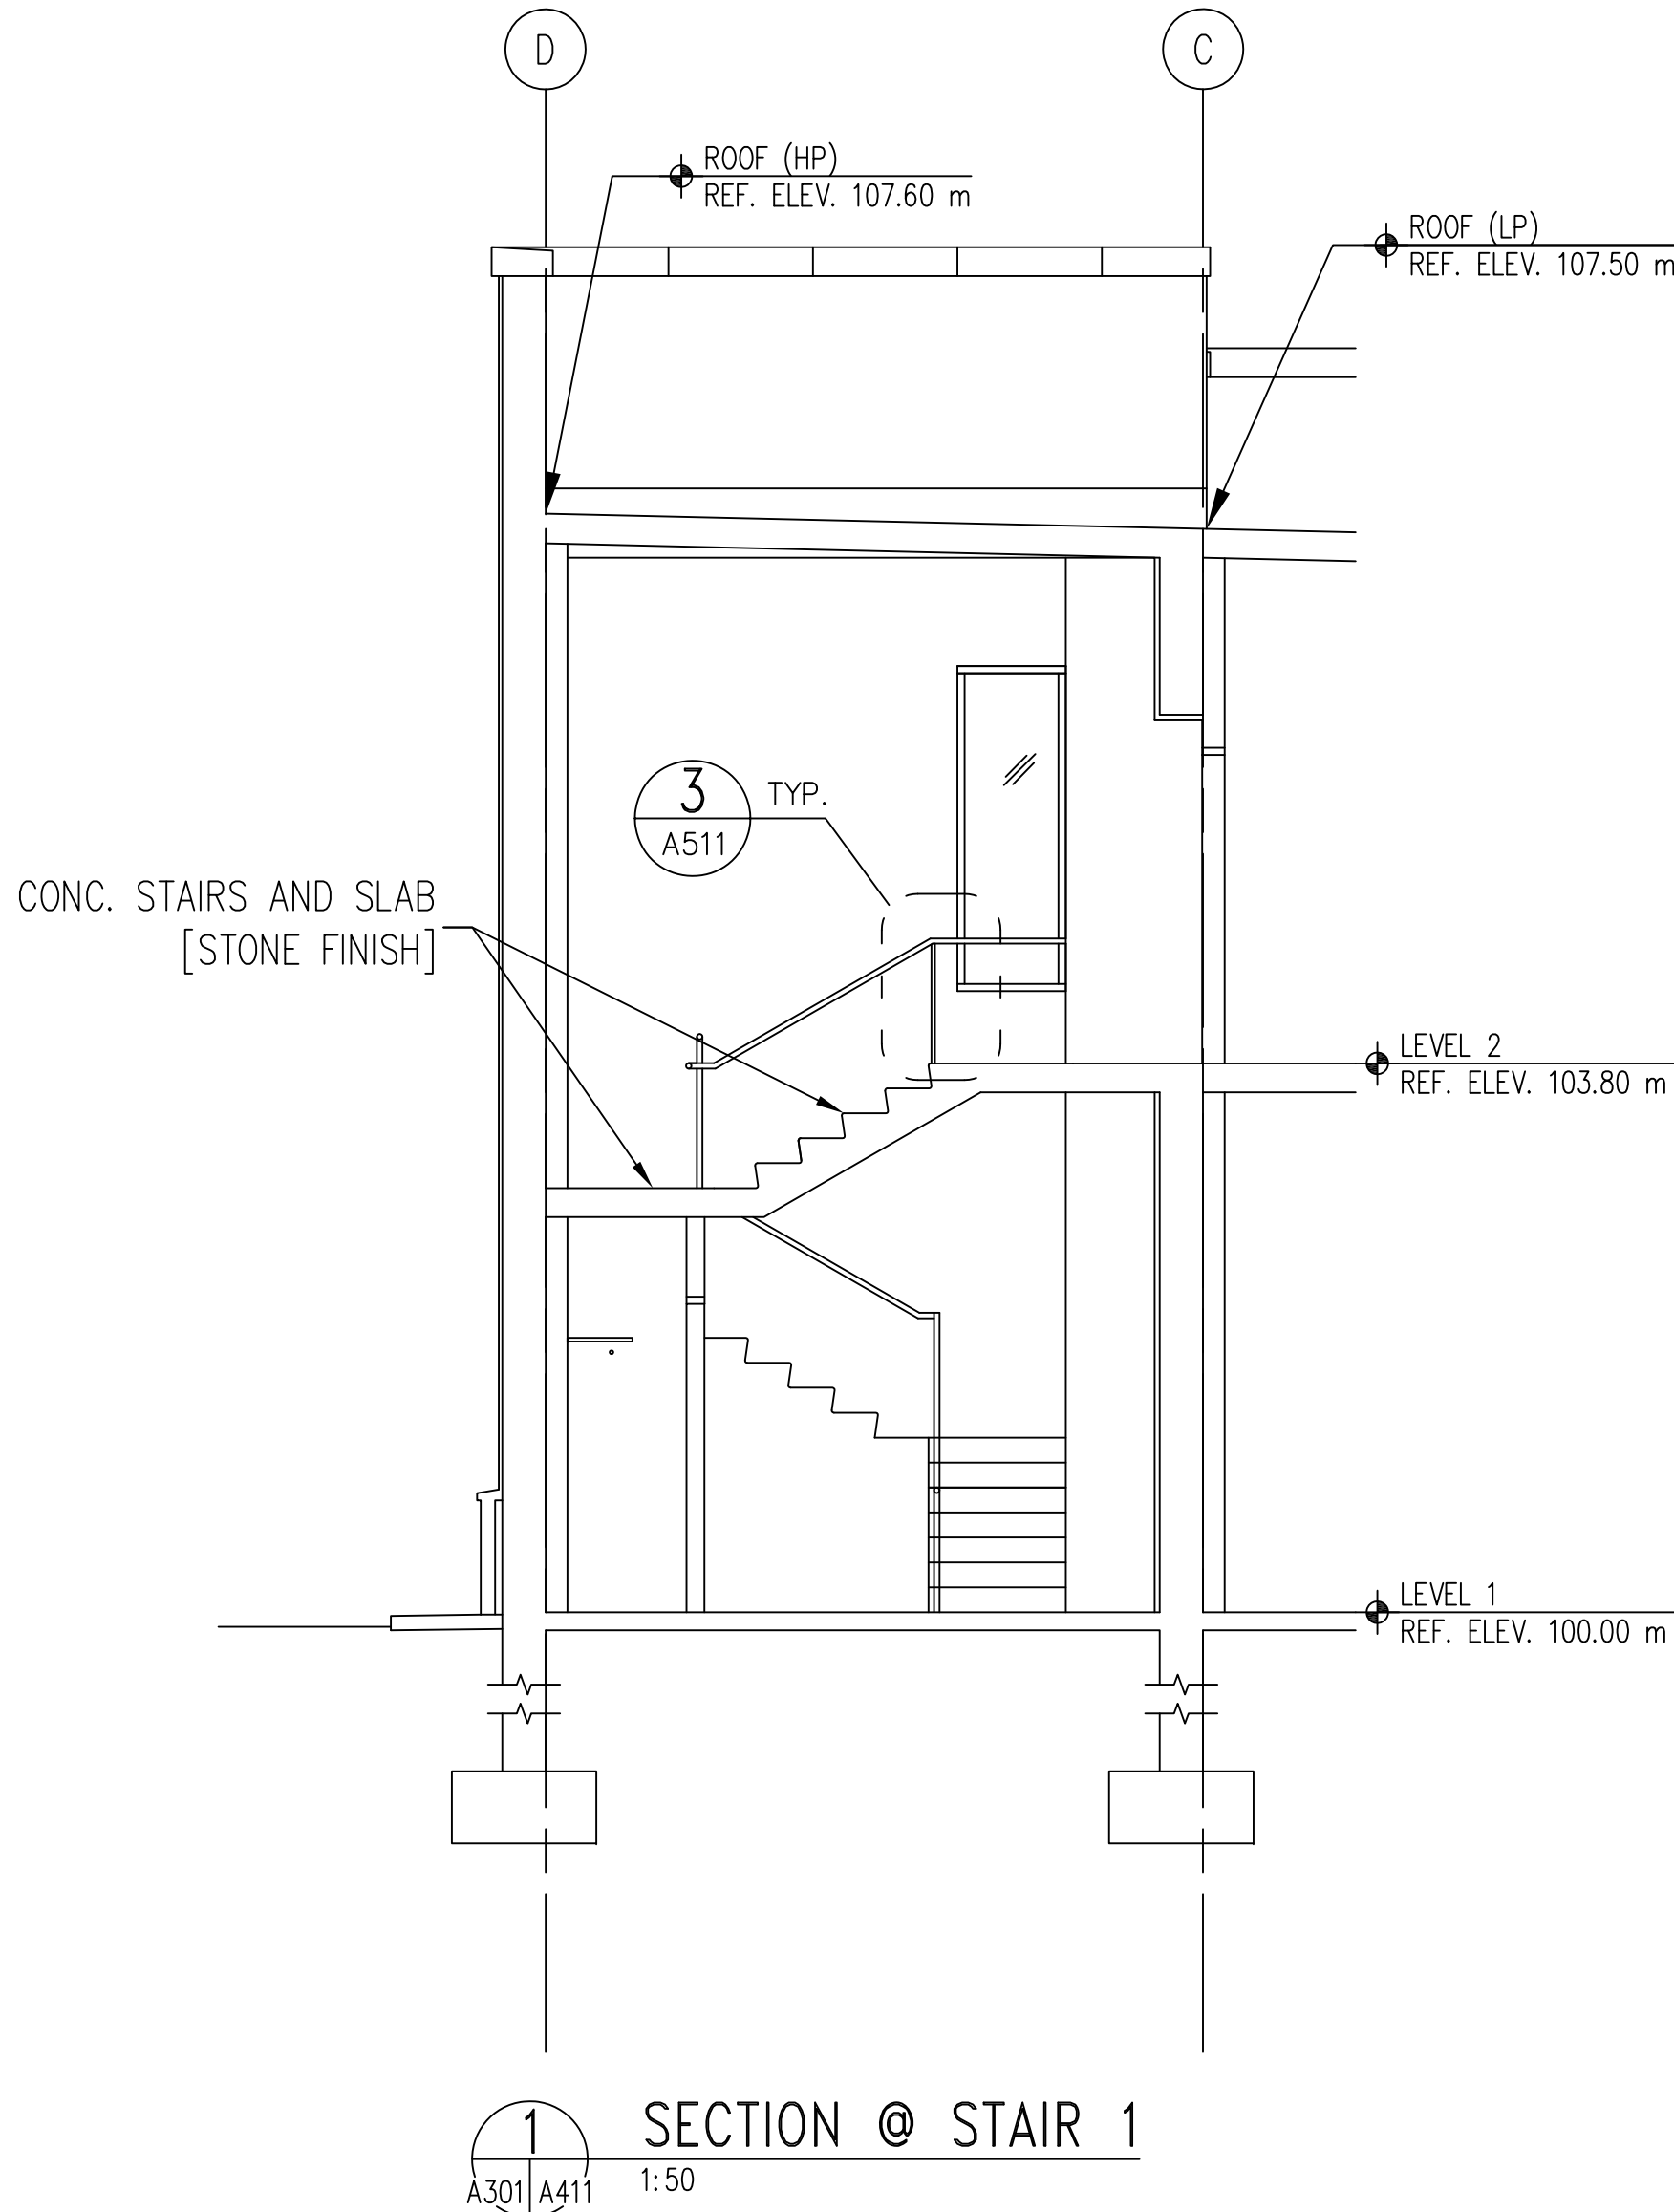 D
C
ROOF (HP)
REF. ELEV. 107.60 m
ROOF (LP)
REF. ELEV. 107.50 m
3
A511
TYP.
CONC. STAIRS AND SLAB
[STONE FINISH]
LEVEL 2
REF. ELEV. 103.80 m
LEVEL 1
REF. ELEV. 100.00 m
1
A301 A411
SECTION @ STAIR 1
1:50